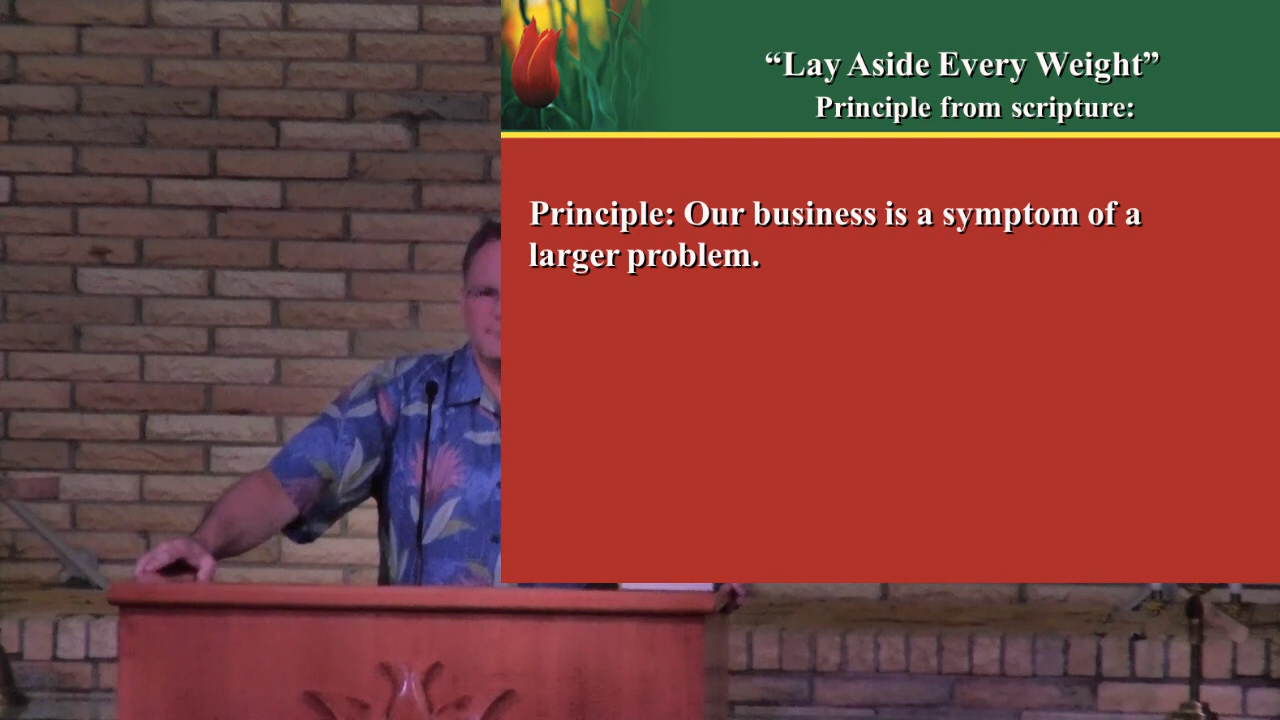 “Lay Aside Every Weight”
Principle from scripture:
Principle: Our business is a symptom of a
larger problem.